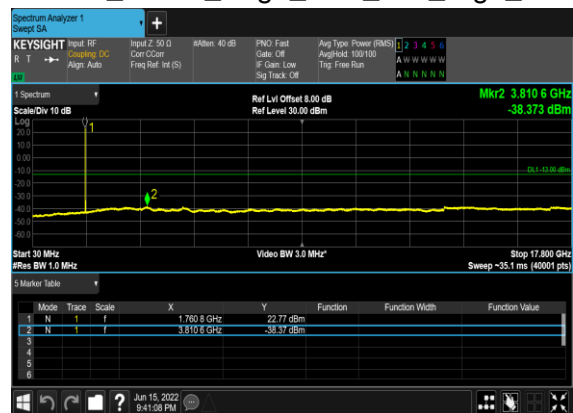 Spectrum Analyzer 1
Swept SA
KEYSIGHT Input: RF Input Z: 50 Ω #Atten: 40 dB PNO: Fast Avg Type: Power (RMS) 1 2 3 4 5 6
R T Coupling: DC Corr CCorr Gate: Off Avg|Hold: 100/100 A W W W W W
Align: Auto Freq Ref: Int (S) IF Gain: Low Trig: Free Run
LM Sig Track: Off A N N N N N
1 Spectrum Ref Lvl Offset 8.00 dB Mkr2 3.810 6 GHz
Scale/Div 10 dB Ref Level 30.00 dBm -38.373 dBm
Log
1
20.0
10.0
0.00
-10.0
DL1 -13.00 dBm
-20.0
-30.0
2
-40.0
-50.0
-60.0
Start 30 MHz Video BW 3.0 MHz* Stop 17.800 GHz
#Res BW 1.0 MHz Sweep ~35.1 ms (40001 pts)
5 Marker Table
Mode Trace Scale X Y Function Function Width Function Value
1 N 1 f 1.760 8 GHz 22.77 dBm
2 N 1 f 3.810 6 GHz -38.37 dBm
3
4
5
6
? Jun 15, 2022
9:41:08 PM